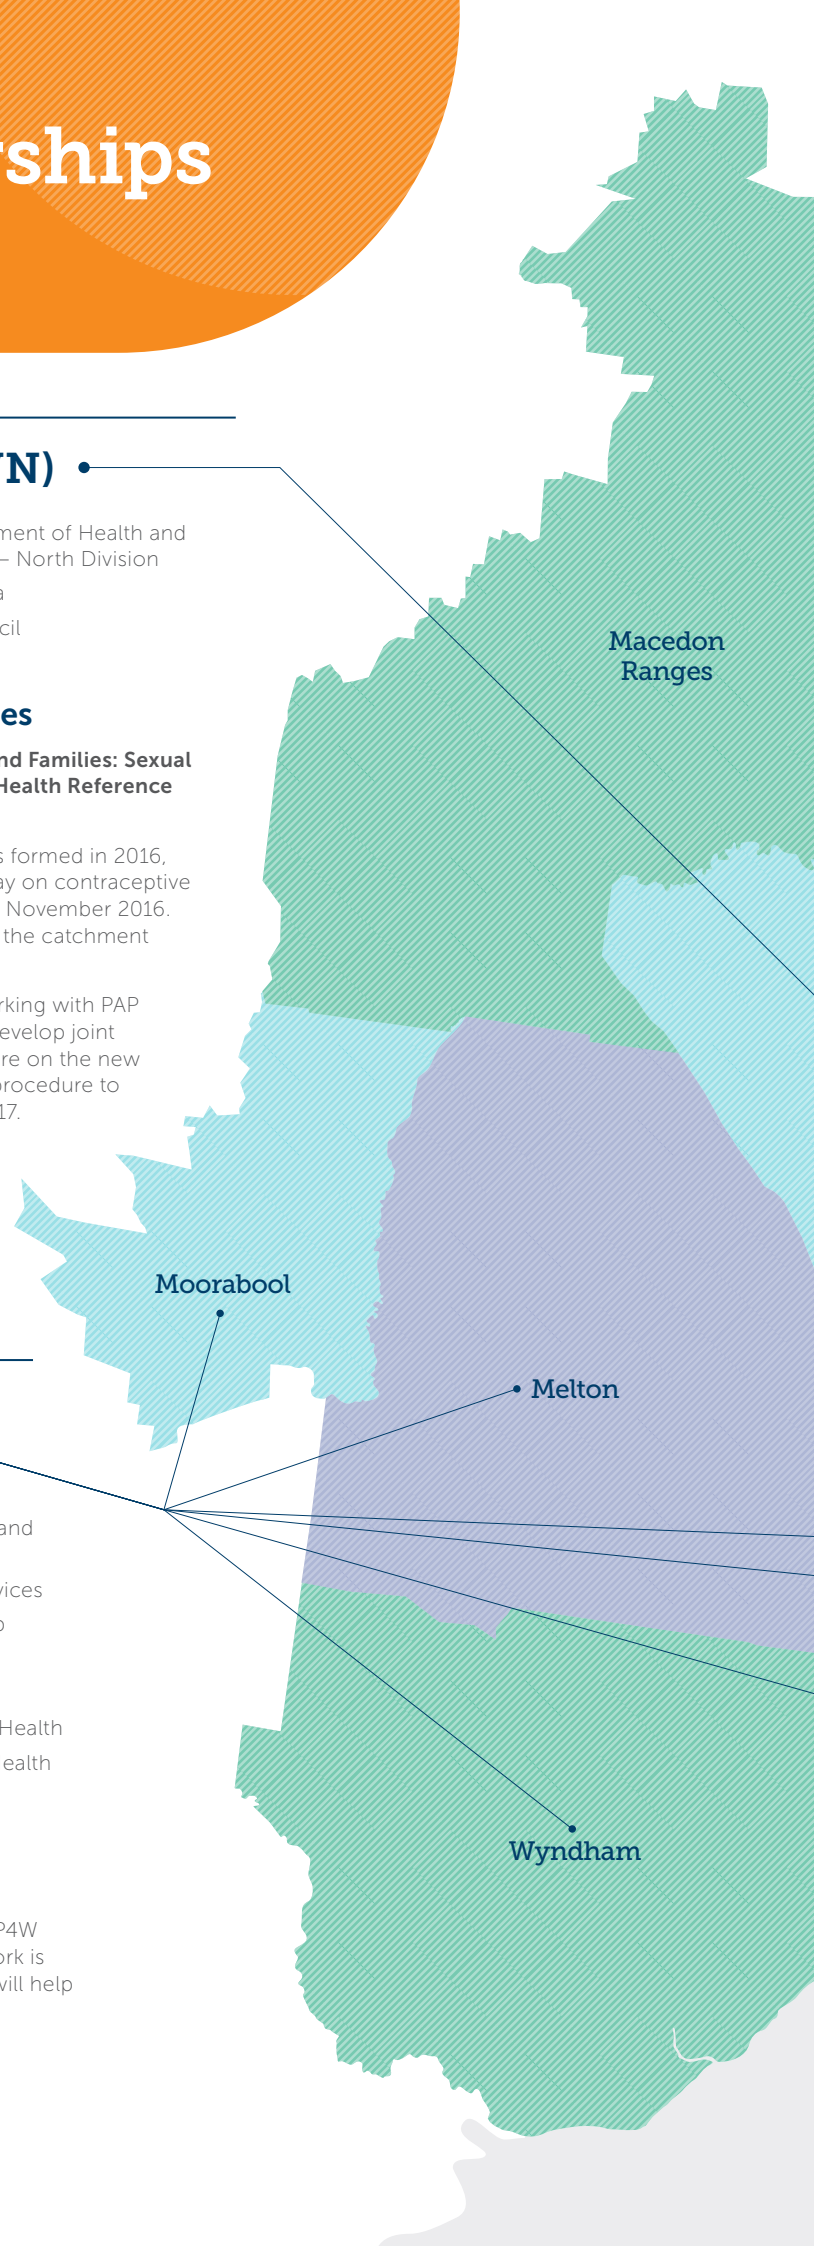 ships
N)
ment of Health and
– North Division
a
cil
es
nd Families: Sexual
Health Reference
s formed in 2016,
ay on contraceptive
November 2016.
the catchment
rking with PAP
evelop joint
re on the new
procedure to
17.
and
vices
o
Health
ealth
P4W
ork is
will help
Macedon
Ranges
Moorabool
Melton
Wyndham